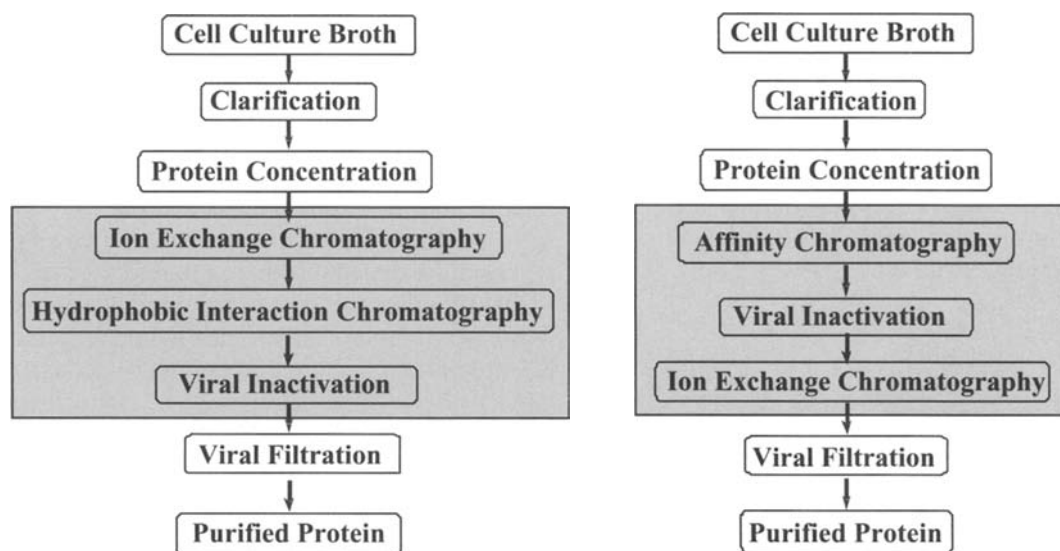 Cell Culture Broth
Clarification
Protein Concentration
Ion Exchange Chromatography
Hydrophobic Interaction Chromatography
Viral Inactivation
Viral Filtration
Purified Protein
Cell Culture Broth
Clarification
Protein Concentration
Affinity Chromatography
Viral Inactivation
Ion Exchange Chromatography
Viral Filtration
Purified Protein